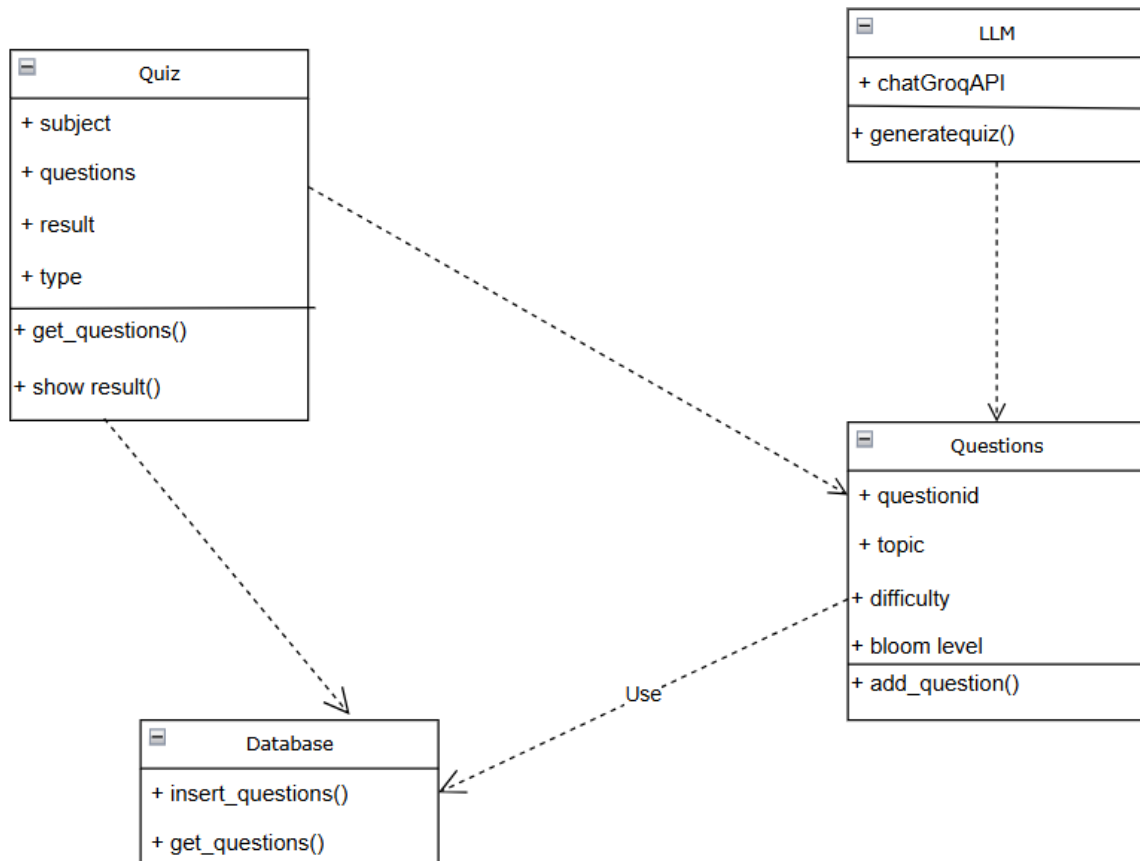 Quiz
+ subject
+ questions
+ result
+ type
+ get_questions()
+ show result()
LLM
+ chatGroqAPI
+ generatequiz()
Questions
+ questionid
+ topic
+ difficulty
+ bloom level
+ add_question()
Use
Database
+ insert_questions()
+ get_questions()